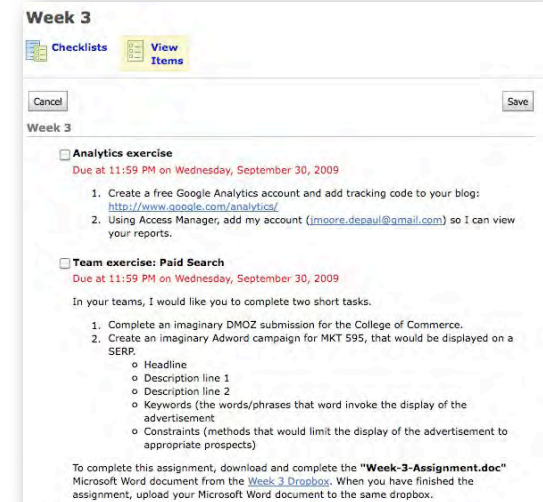 Week 3
Checklists
View
Items
Cancel
Save
Week 3
Analytics exercise
Due at 11:59 PM on Wednesday, September 30, 2009
1. Create a free Google Analytics account and add tracking code to your blog:
http://www.google.com/analytics/
2. Using Access Manager, add my account (jmoore.depaul@gmail.com) so I can view
your reports.
Team exercise: Paid Search
Due at 11:59 PM on Wednesday, September 30, 2009
In your teams, I would like you to complete two short tasks.
1. Complete an imaginary DMOZ submission for the College of Commerce.
2. Create an imaginary Adword campaign for MKT 595, that would be displayed on a
SERP.
o Headline
o Description line 1
o Description line 2
o Keywords (the words/phrases that word invoke the display of the
advertisement
o Constraints (methods that would limit the display of the advertisement to
appropriate prospects)
To complete this assignment, download and complete the "Week-3-Assignment.doc"
Microsoft Word document from the Week 3 Dropbox. When you have finished the
assignment, upload your Microsoft Word document to the same dropbox.